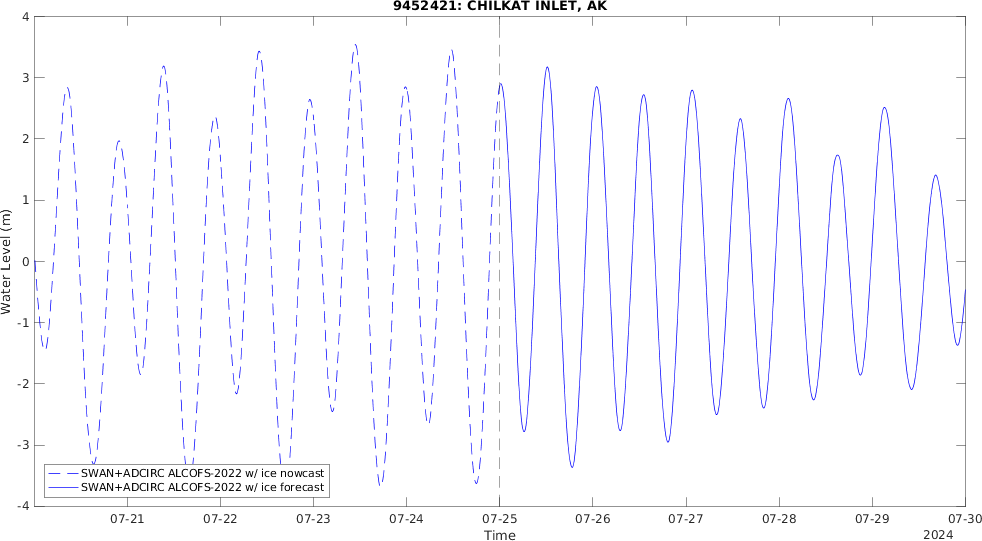 9452421: CHILKAT INLET, AK
4
3
2
1
0
-1
-2
-3
-4
Water Level (m)
SWAN+ADCIRC ALCOFS-2022 w/ ice nowcast
SWAN+ADCIRC ALCOFS-2022 w/ ice forecast
07-21 07-22 07-23 07-24 07-25 07-26 07-27 07-28 07-29 07-30
Time
2024